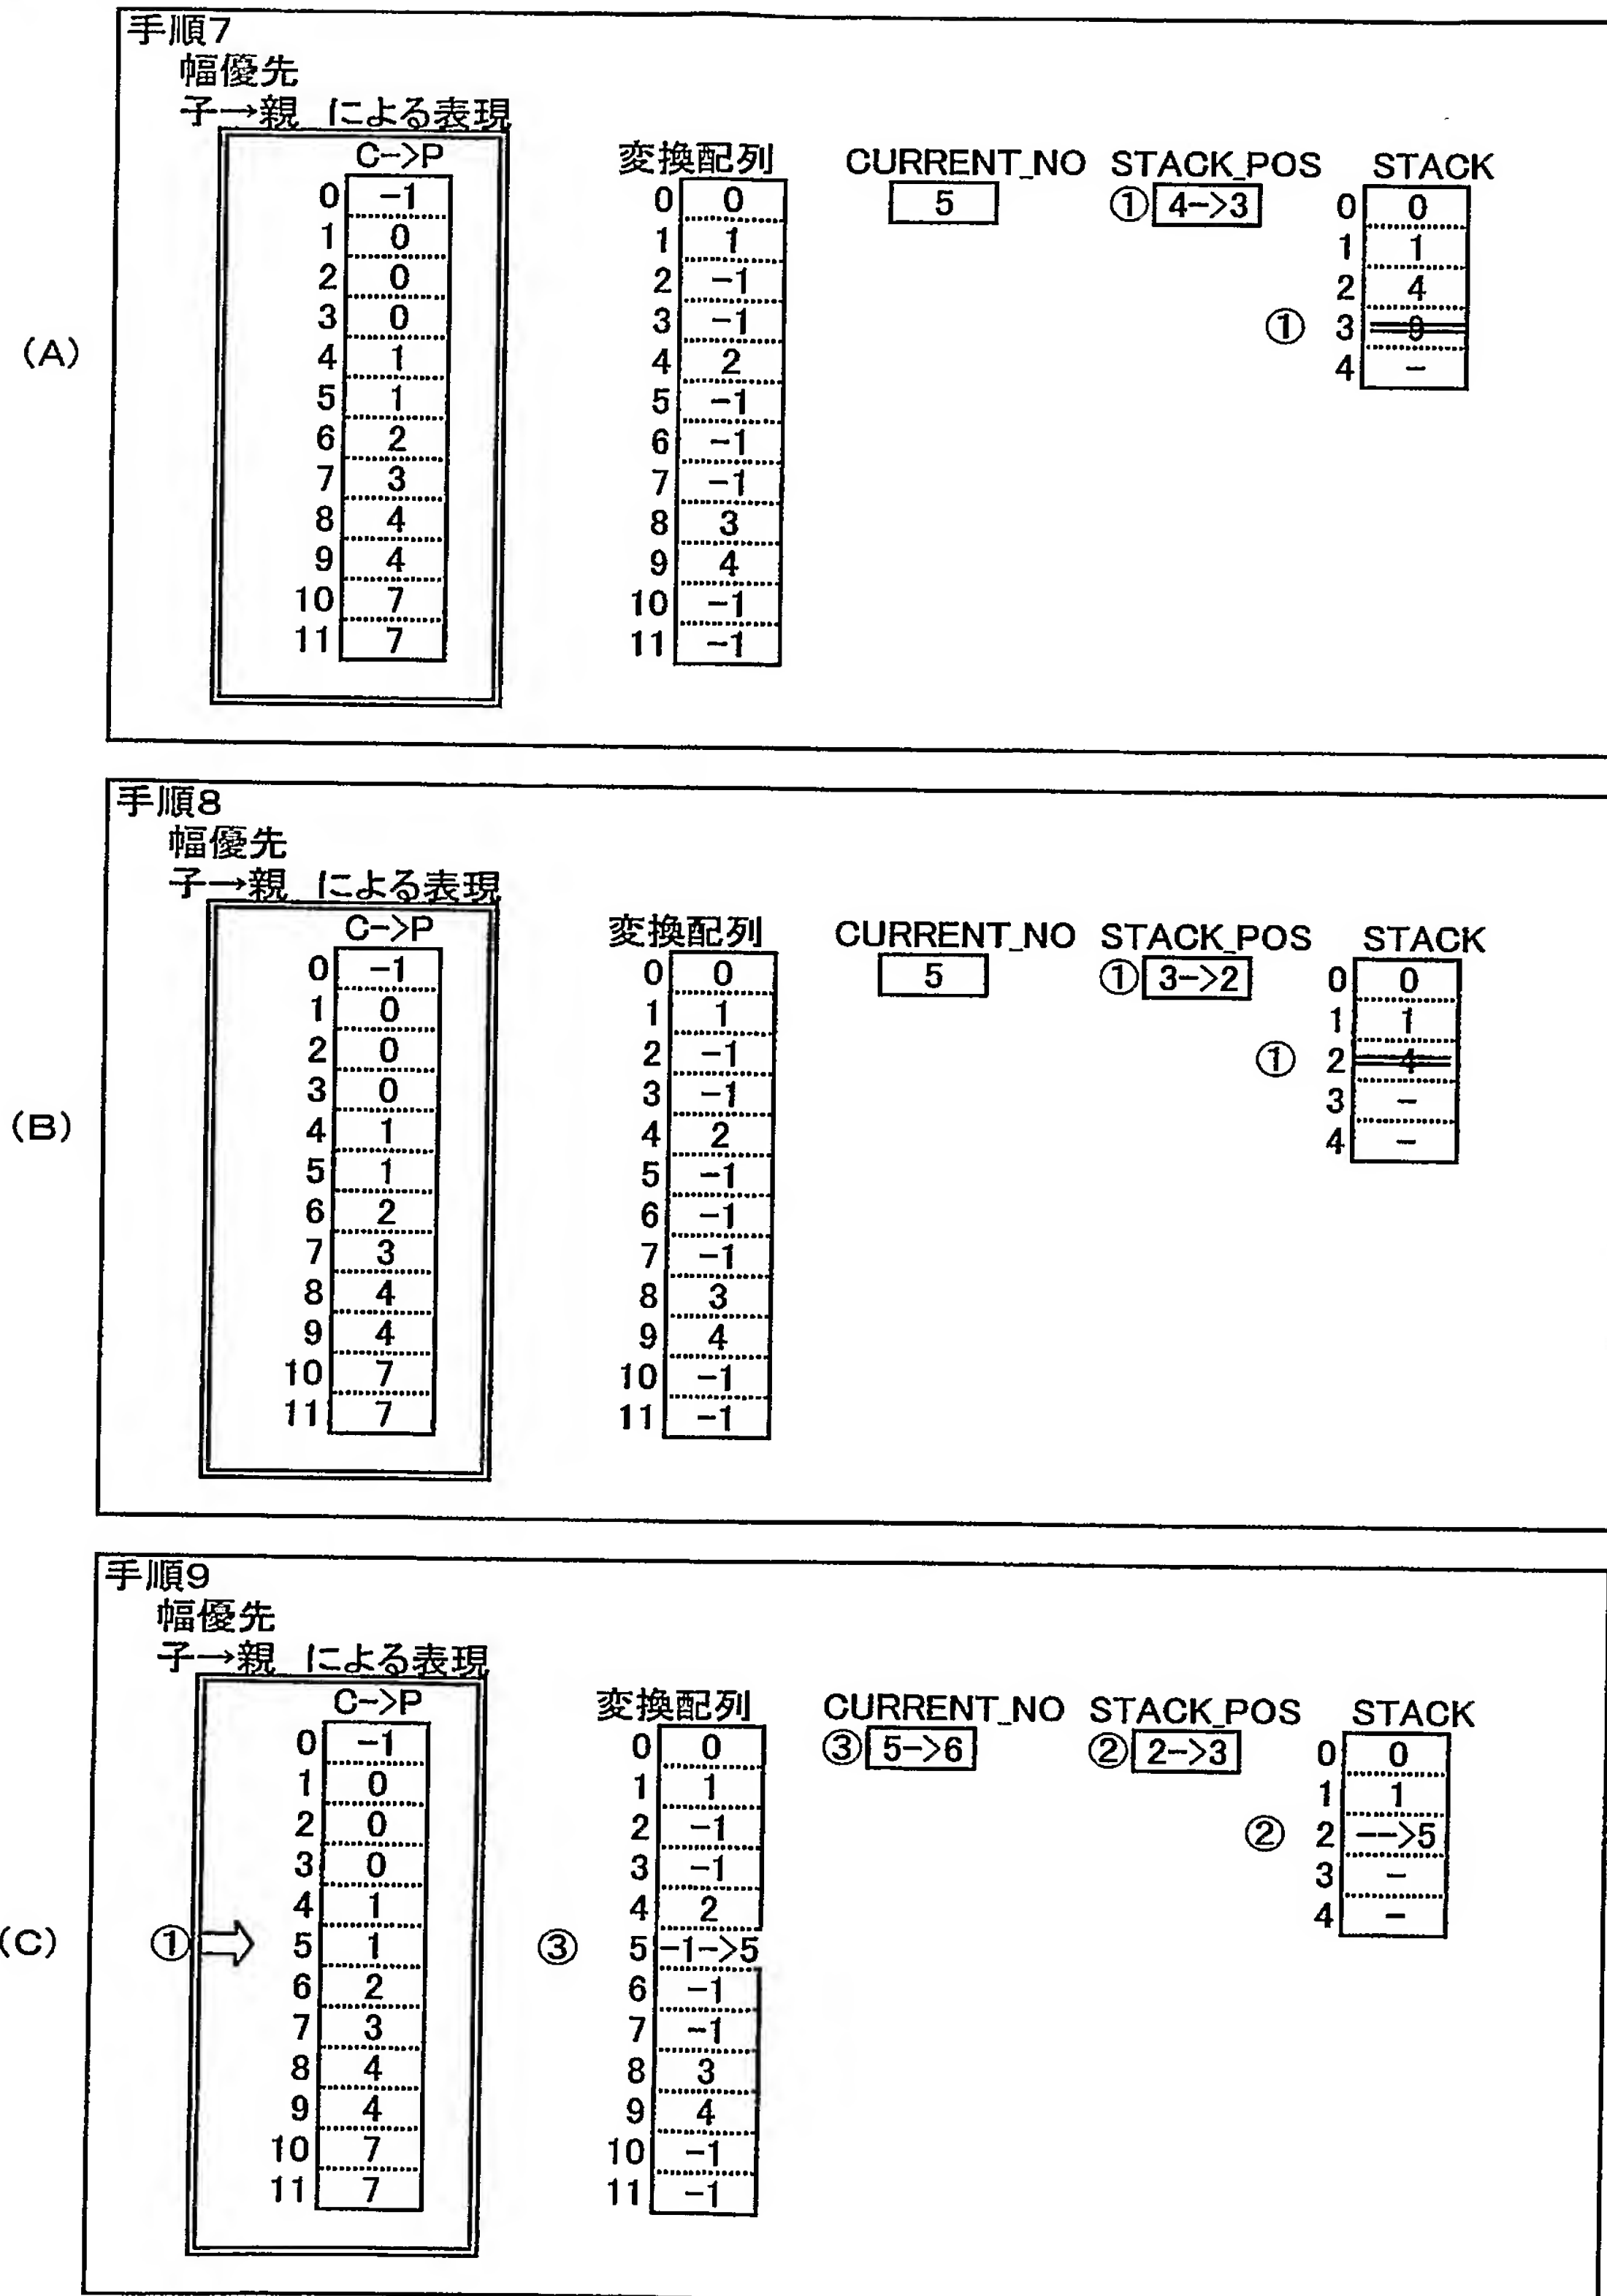 (A)
手順7
幅優先
子→親 による表現
C->P
0 -1
1 0
2 0
3 0
4 1
5 1
6 2
7 3
8 4
9 4
10 7
11 7
変換配列
0 0
1 1
2 -1
3 -1
4 2
5 -1
6 -1
7 -1
8 3
9 4
10 -1
11 -1
CURRENT_NO
5
STACK_POS
① 4->3
STACK
0 0
1 1
2 4
① 3 9
4 -
(B)
手順8
幅優先
子→親 による表現
C->P
0 -1
1 0
2 0
3 0
4 1
5 1
6 2
7 3
8 4
9 4
10 7
11 7
変換配列
0 0
1 1
2 -1
3 -1
4 2
5 -1
6 -1
7 -1
8 3
9 4
10 -1
11 -1
CURRENT_NO
5
STACK_POS
① 3->2
STACK
0 0
1 1
① 2 4
3 -
4 -
(C)
手順9
幅優先
子→親 による表現
C->P
0 -1
1 0
2 0
3 0
4 1
① ⇨ 5 1
6 2
7 3
8 4
9 4
10 7
11 7
変換配列
0 0
1 1
2 -1
3 -1
4 2
③ 5 -1->5
6 -1
7 -1
8 3
9 4
10 -1
11 -1
CURRENT_NO
③ 5->6
STACK_POS
② 2->3
STACK
0 0
1 1
② 2 -->5
3 -
4 -